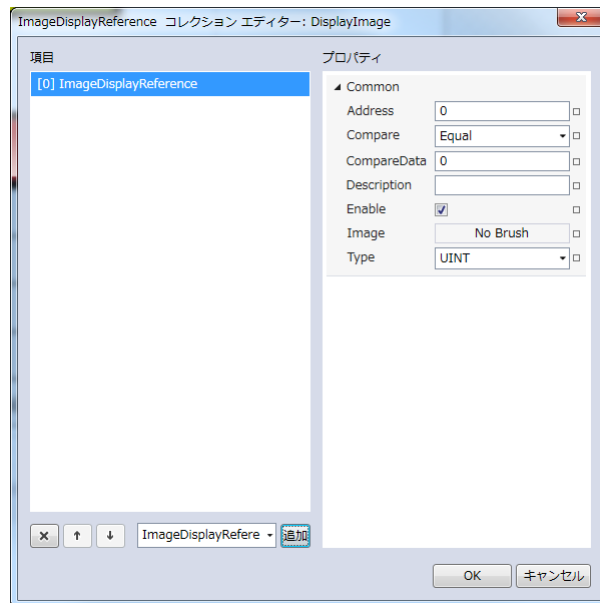 ImageDisplayReference コレクション エディター: DisplayImage
項目
[0] ImageDisplayReference
プロパティ
Common
Address 0
Compare Equal
CompareData 0
Description
Enable
Image No Brush
Type UINT
ImageDisplayRefere 追加
OK キャンセル